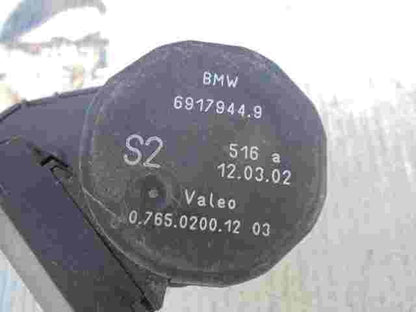 BMW
6917944.9
S2
516 a
12.03.02
Valeo
0.765.0200.12 03